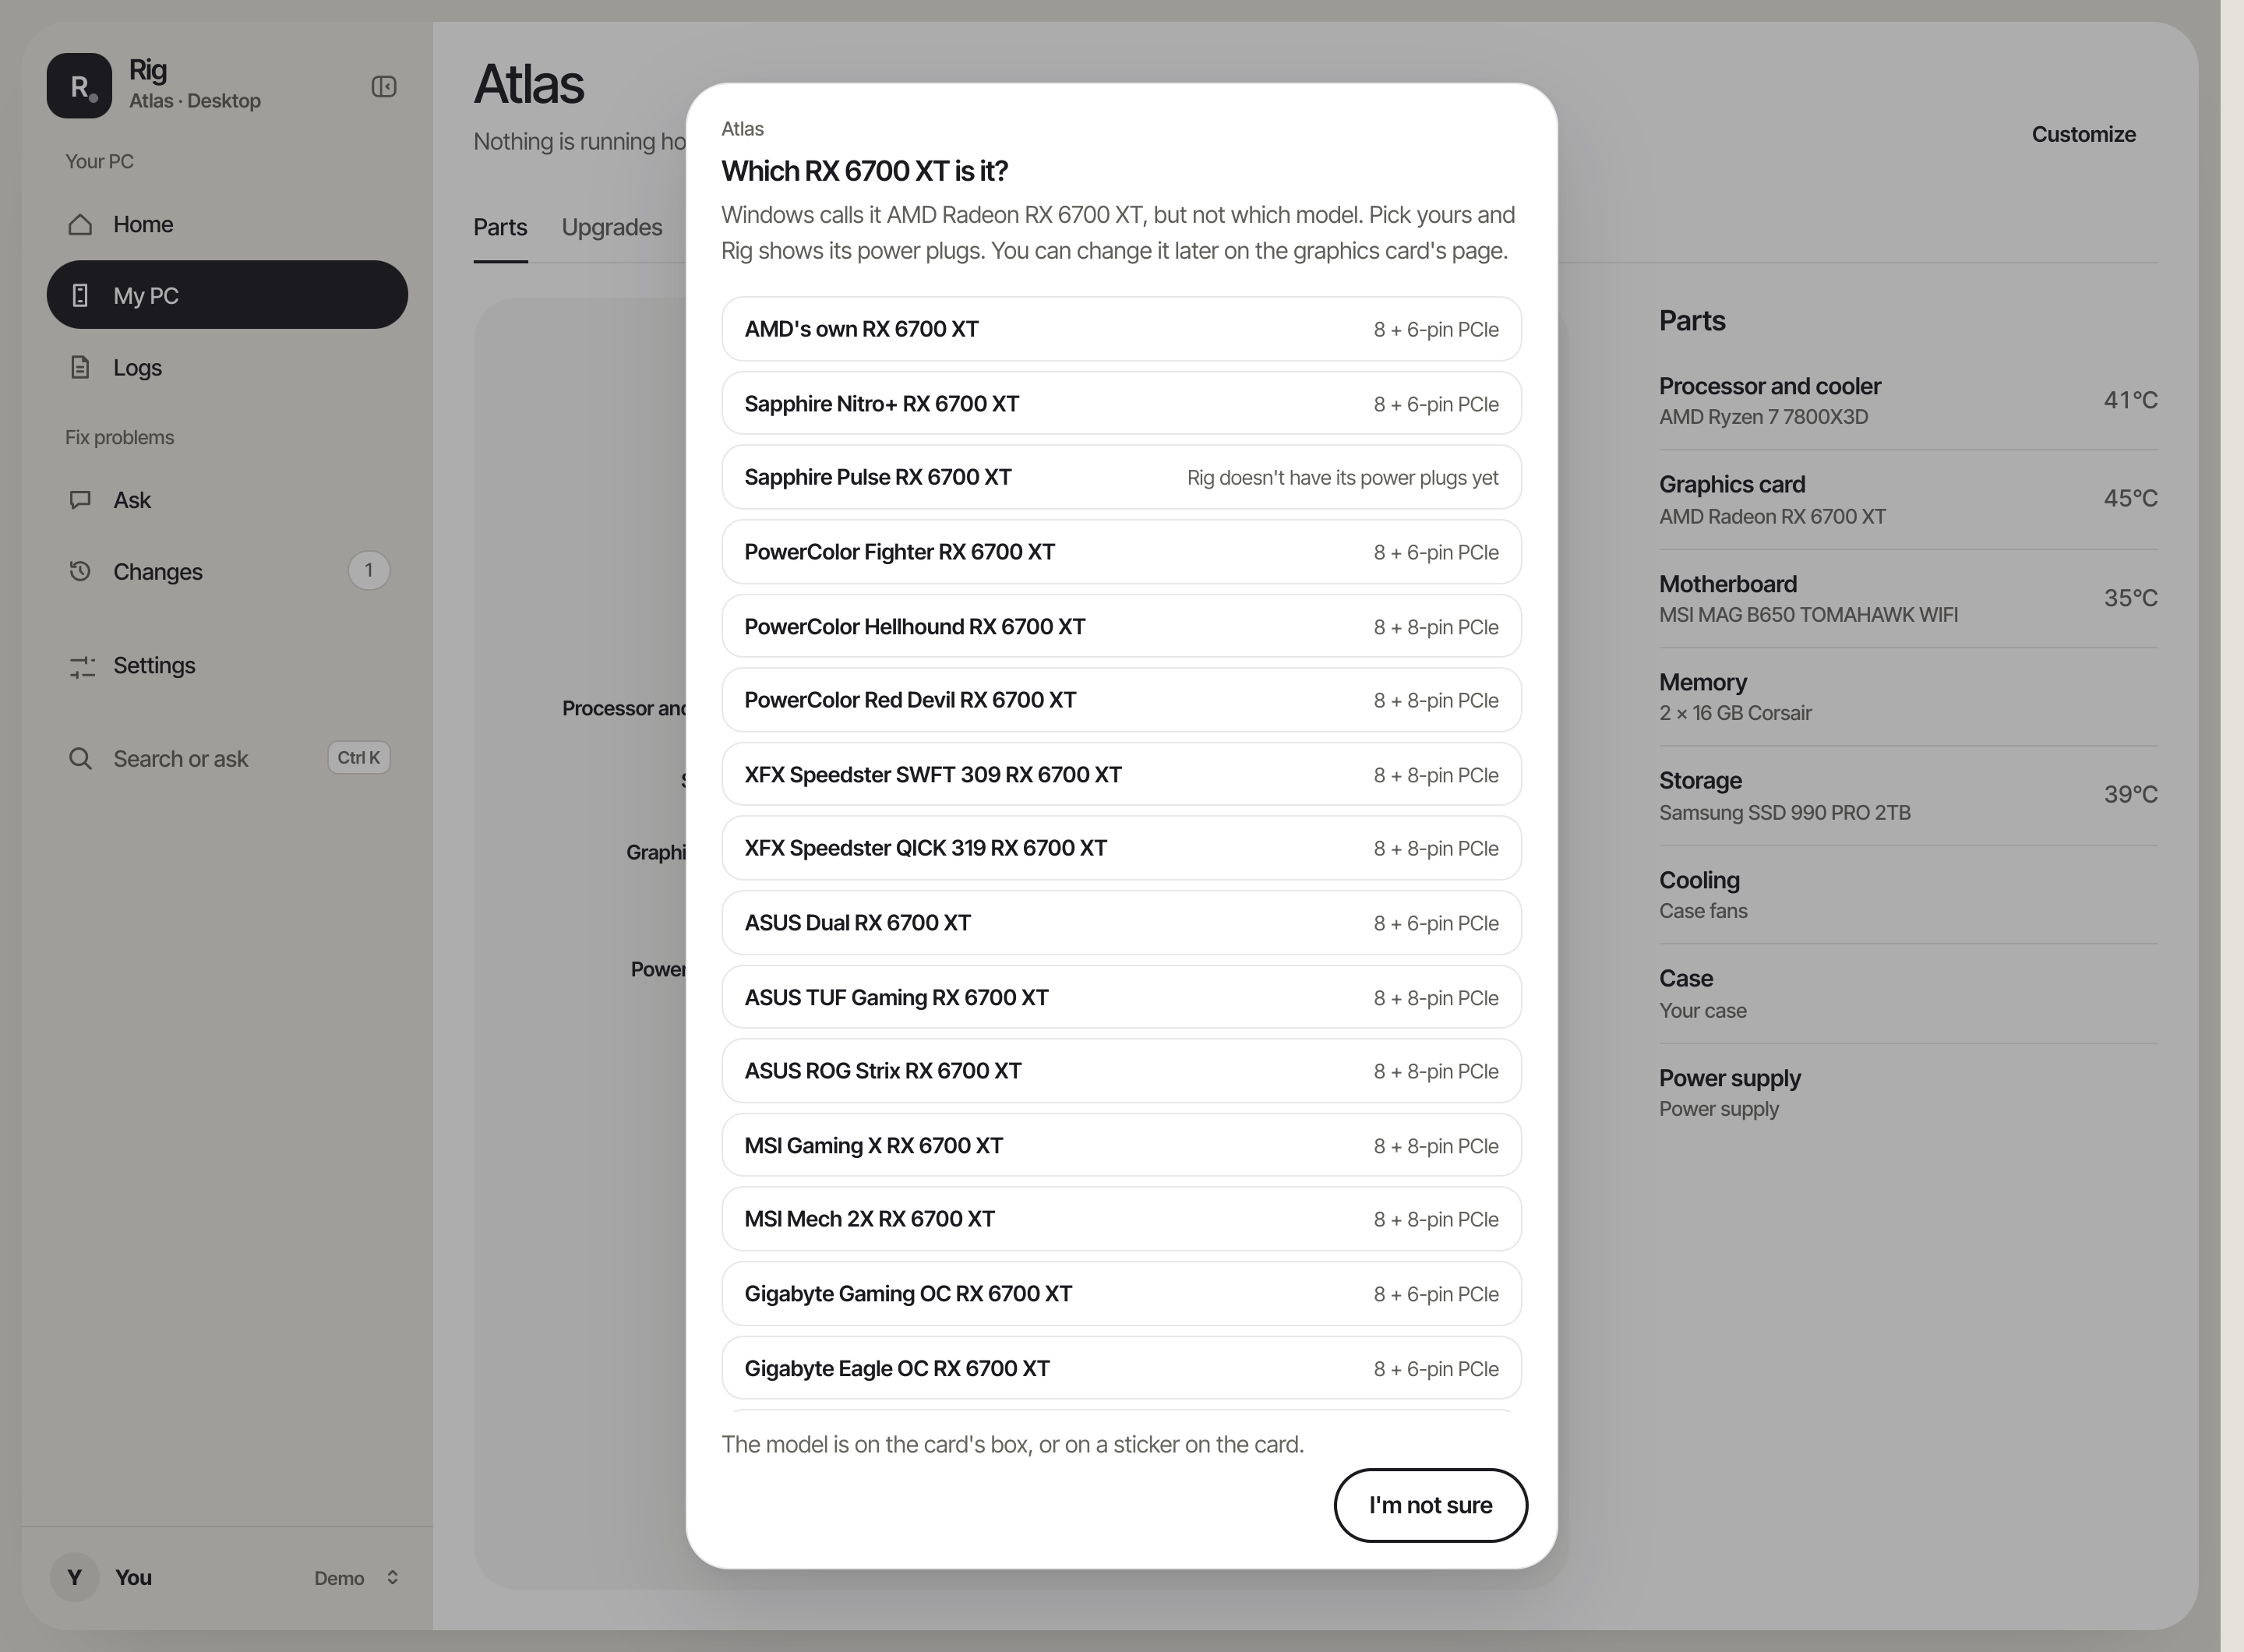 R
Rig
Atlas · Desktop
Your PC
Home
My PC
Logs
Fix problems
Ask
Changes
1
Settings
Search or ask
Ctrl K
Y
You
Demo
Atlas
Nothing is running
Customize
Parts
Upgrades
Processor
Power
Atlas
Which RX 6700 XT is it?
Windows calls it AMD Radeon RX 6700 XT, but not which model. Pick yours and
Rig shows its power plugs. You can change it later on the graphics card's page.
AMD's own RX 6700 XT
8 + 6-pin PCIe
Sapphire Nitro+ RX 6700 XT
8 + 6-pin PCIe
Sapphire Pulse RX 6700 XT
Rig doesn't have its power plugs yet
PowerColor Fighter RX 6700 XT
8 + 6-pin PCIe
PowerColor Hellhound RX 6700 XT
8 + 8-pin PCIe
PowerColor Red Devil RX 6700 XT
8 + 8-pin PCIe
XFX Speedster SWFT 309 RX 6700 XT
8 + 8-pin PCIe
XFX Speedster QICK 319 RX 6700 XT
8 + 8-pin PCIe
ASUS Dual RX 6700 XT
8 + 6-pin PCIe
ASUS TUF Gaming RX 6700 XT
8 + 8-pin PCIe
ASUS ROG Strix RX 6700 XT
8 + 8-pin PCIe
MSI Gaming X RX 6700 XT
8 + 8-pin PCIe
MSI Mech 2X RX 6700 XT
8 + 8-pin PCIe
Gigabyte Gaming OC RX 6700 XT
8 + 6-pin PCIe
Gigabyte Eagle OC RX 6700 XT
8 + 6-pin PCIe
The model is on the card's box, or on a sticker on the card.
I'm not sure
Parts
Processor and cooler
AMD Ryzen 7 7800X3D
41°C
Graphics card
AMD Radeon RX 6700 XT
45°C
Motherboard
MSI MAG B650 TOMAHAWK WIFI
35°C
Memory
2 × 16 GB Corsair
Storage
Samsung SSD 990 PRO 2TB
39°C
Cooling
Case fans
Case
Your case
Power supply
Power supply